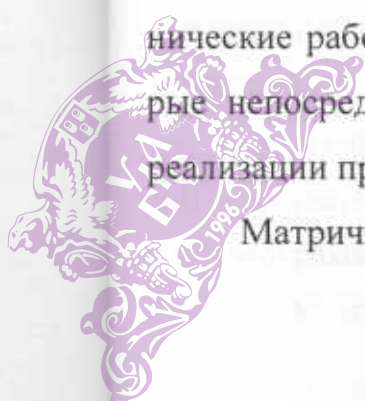 нические раб
рые непосред
реализации пр
Матрич
1996